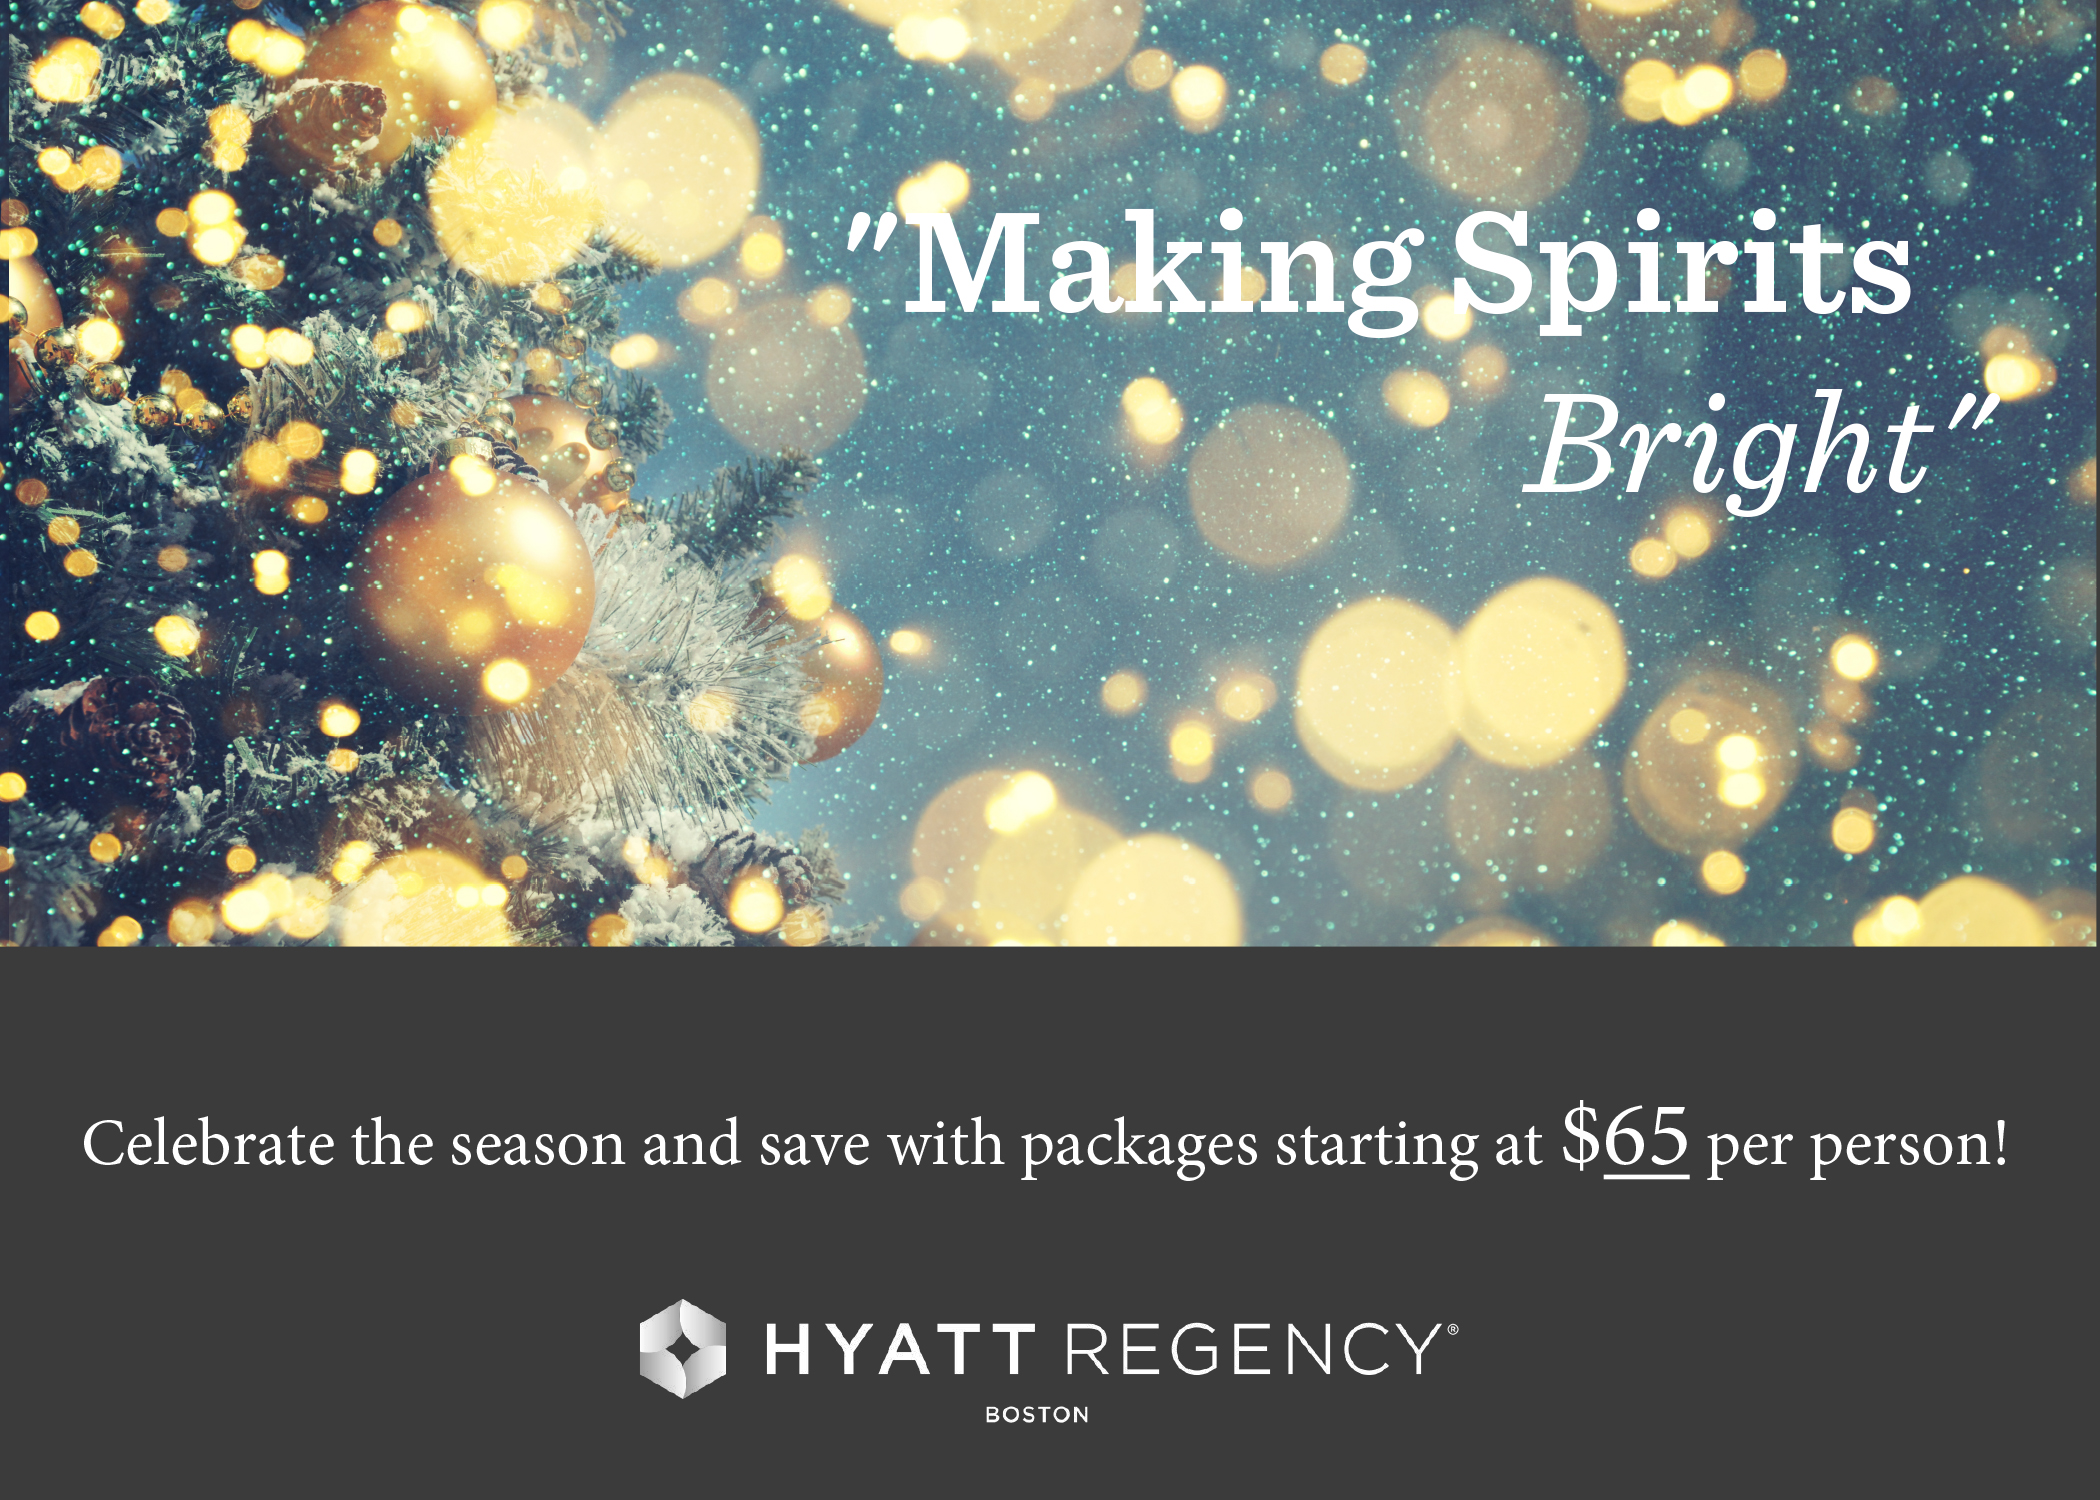 "Making Spirits
Bright"
Celebrate the season and save with packages starting at $65 per person!
HYATT REGENCY®
BOSTON